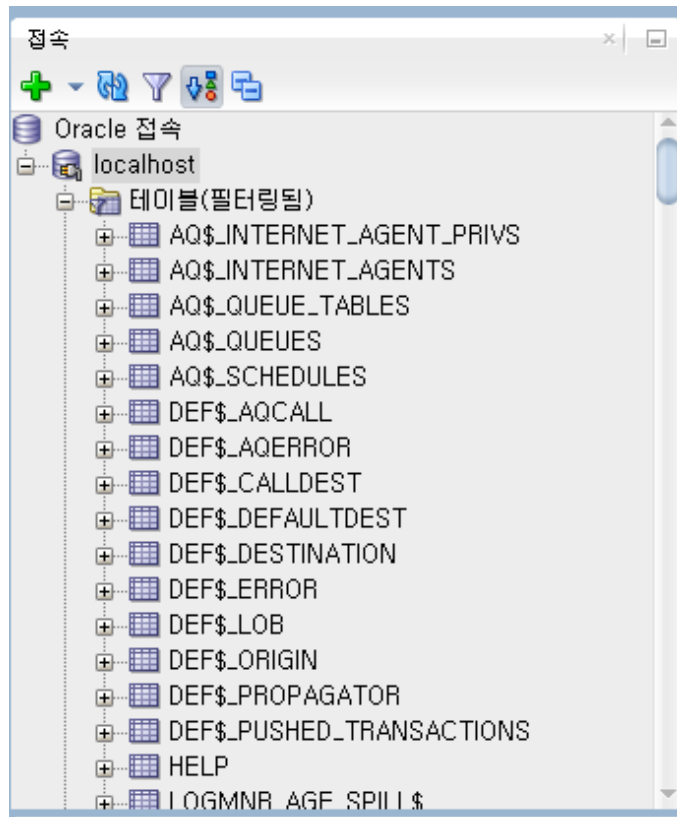 접속
Oracle 접속
localhost
테이블(필터링됨)
AQ$_INTERNET_AGENT_PRIVS
AQ$_INTERNET_AGENTS
AQ$_QUEUE_TABLES
AQ$_QUEUES
AQ$_SCHEDULES
DEF$_AQCALL
DEF$_AQERROR
DEF$_CALLDEST
DEF$_DEFAULTDEST
DEF$_DESTINATION
DEF$_ERROR
DEF$_LOB
DEF$_ORIGIN
DEF$_PROPAGATOR
DEF$_PUSHED_TRANSACTIONS
HELP
LOGMNR_AGE_SPILL$